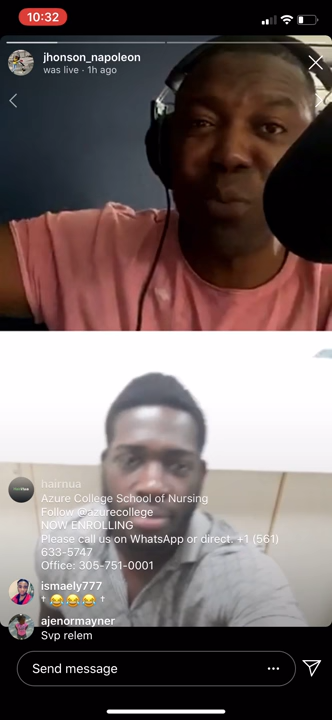 10:32
jhonson_napoleon
was live · 1h ago
hairnua
Azure College School of Nursing
Follow @azurecollege
NOW ENROLLING
Please call us on WhatsApp or direct. +1 (561)
633-5747
Office: 305-751-0001
ismaely777
† 😂 😂 😂 †
ajenormayner
Svp relem
Send message